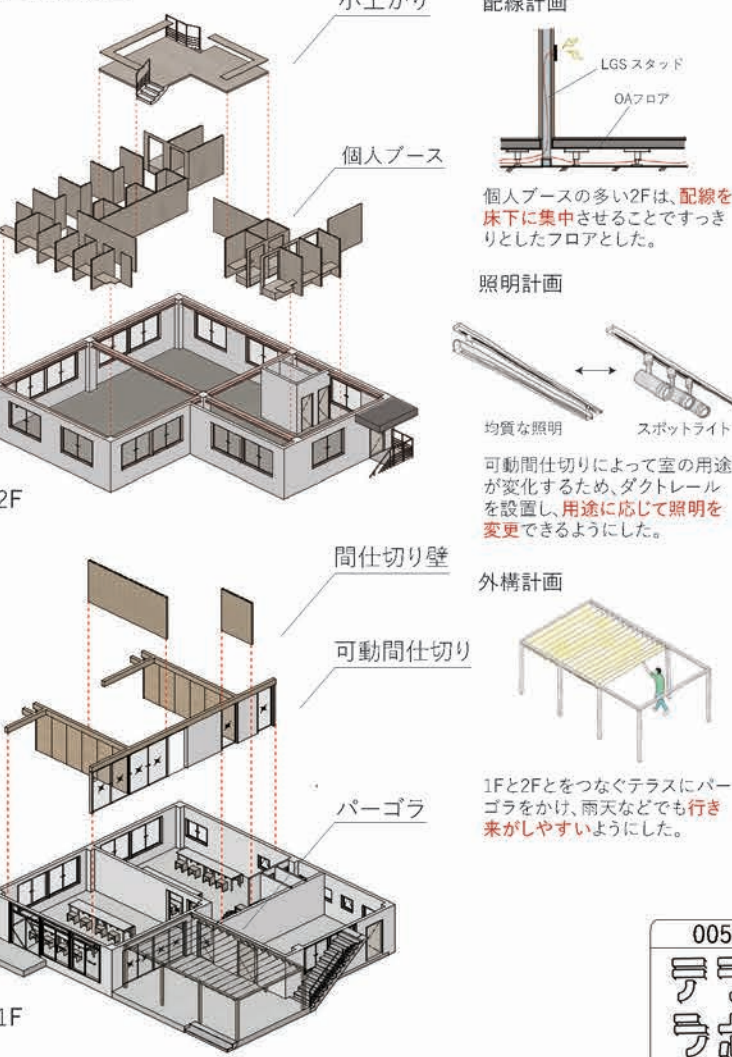 小上がり
個人ブース
2F
間仕切り壁
可動間仕切り
パーゴラ
1F
配線計画
LGS スタッド
OAフロア
個人ブースの多い2Fは、配線を
床下に集中させることですっき
りとしたフロアとした。
照明計画
均質な照明
スポットライト
可動間仕切りによって室の用途
が変化するため、ダクトレール
を設置し、用途に応じて照明を
変更できるようにした。
外構計画
1Fと2Fとをつなぐテラスにパー
ゴラをかけ、雨天などでも行き
来がしやすいようにした。
005